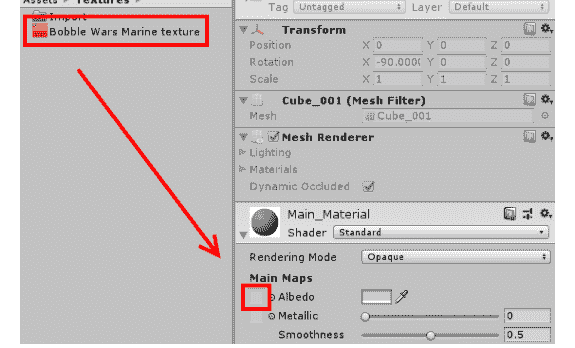 Assets ▸ Textures ▸
Import
Bobble Wars Marine texture
Tag Untagged Layer Default
Transform
Position X 0 Y 0 Z 0
Rotation X -90.0000 Y 0 Z 0
Scale X 1 Y 1 Z 1
Cube_001 (Mesh Filter)
Mesh Cube_001
Mesh Renderer
Lighting
Materials
Dynamic Occluded
Main_Material
Shader Standard
Rendering Mode Opaque
Main Maps
Albedo
Metallic 0
Smoothness 0.5